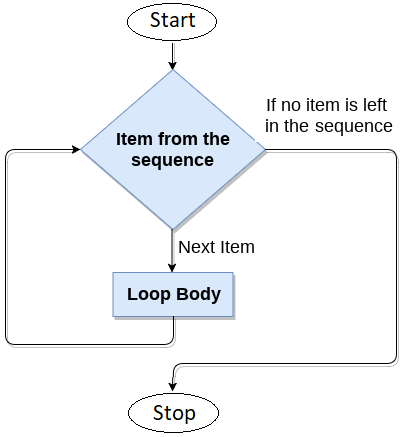 Start
If no item is left
in the sequence
Item from the
sequence
Next Item
Loop Body
Stop